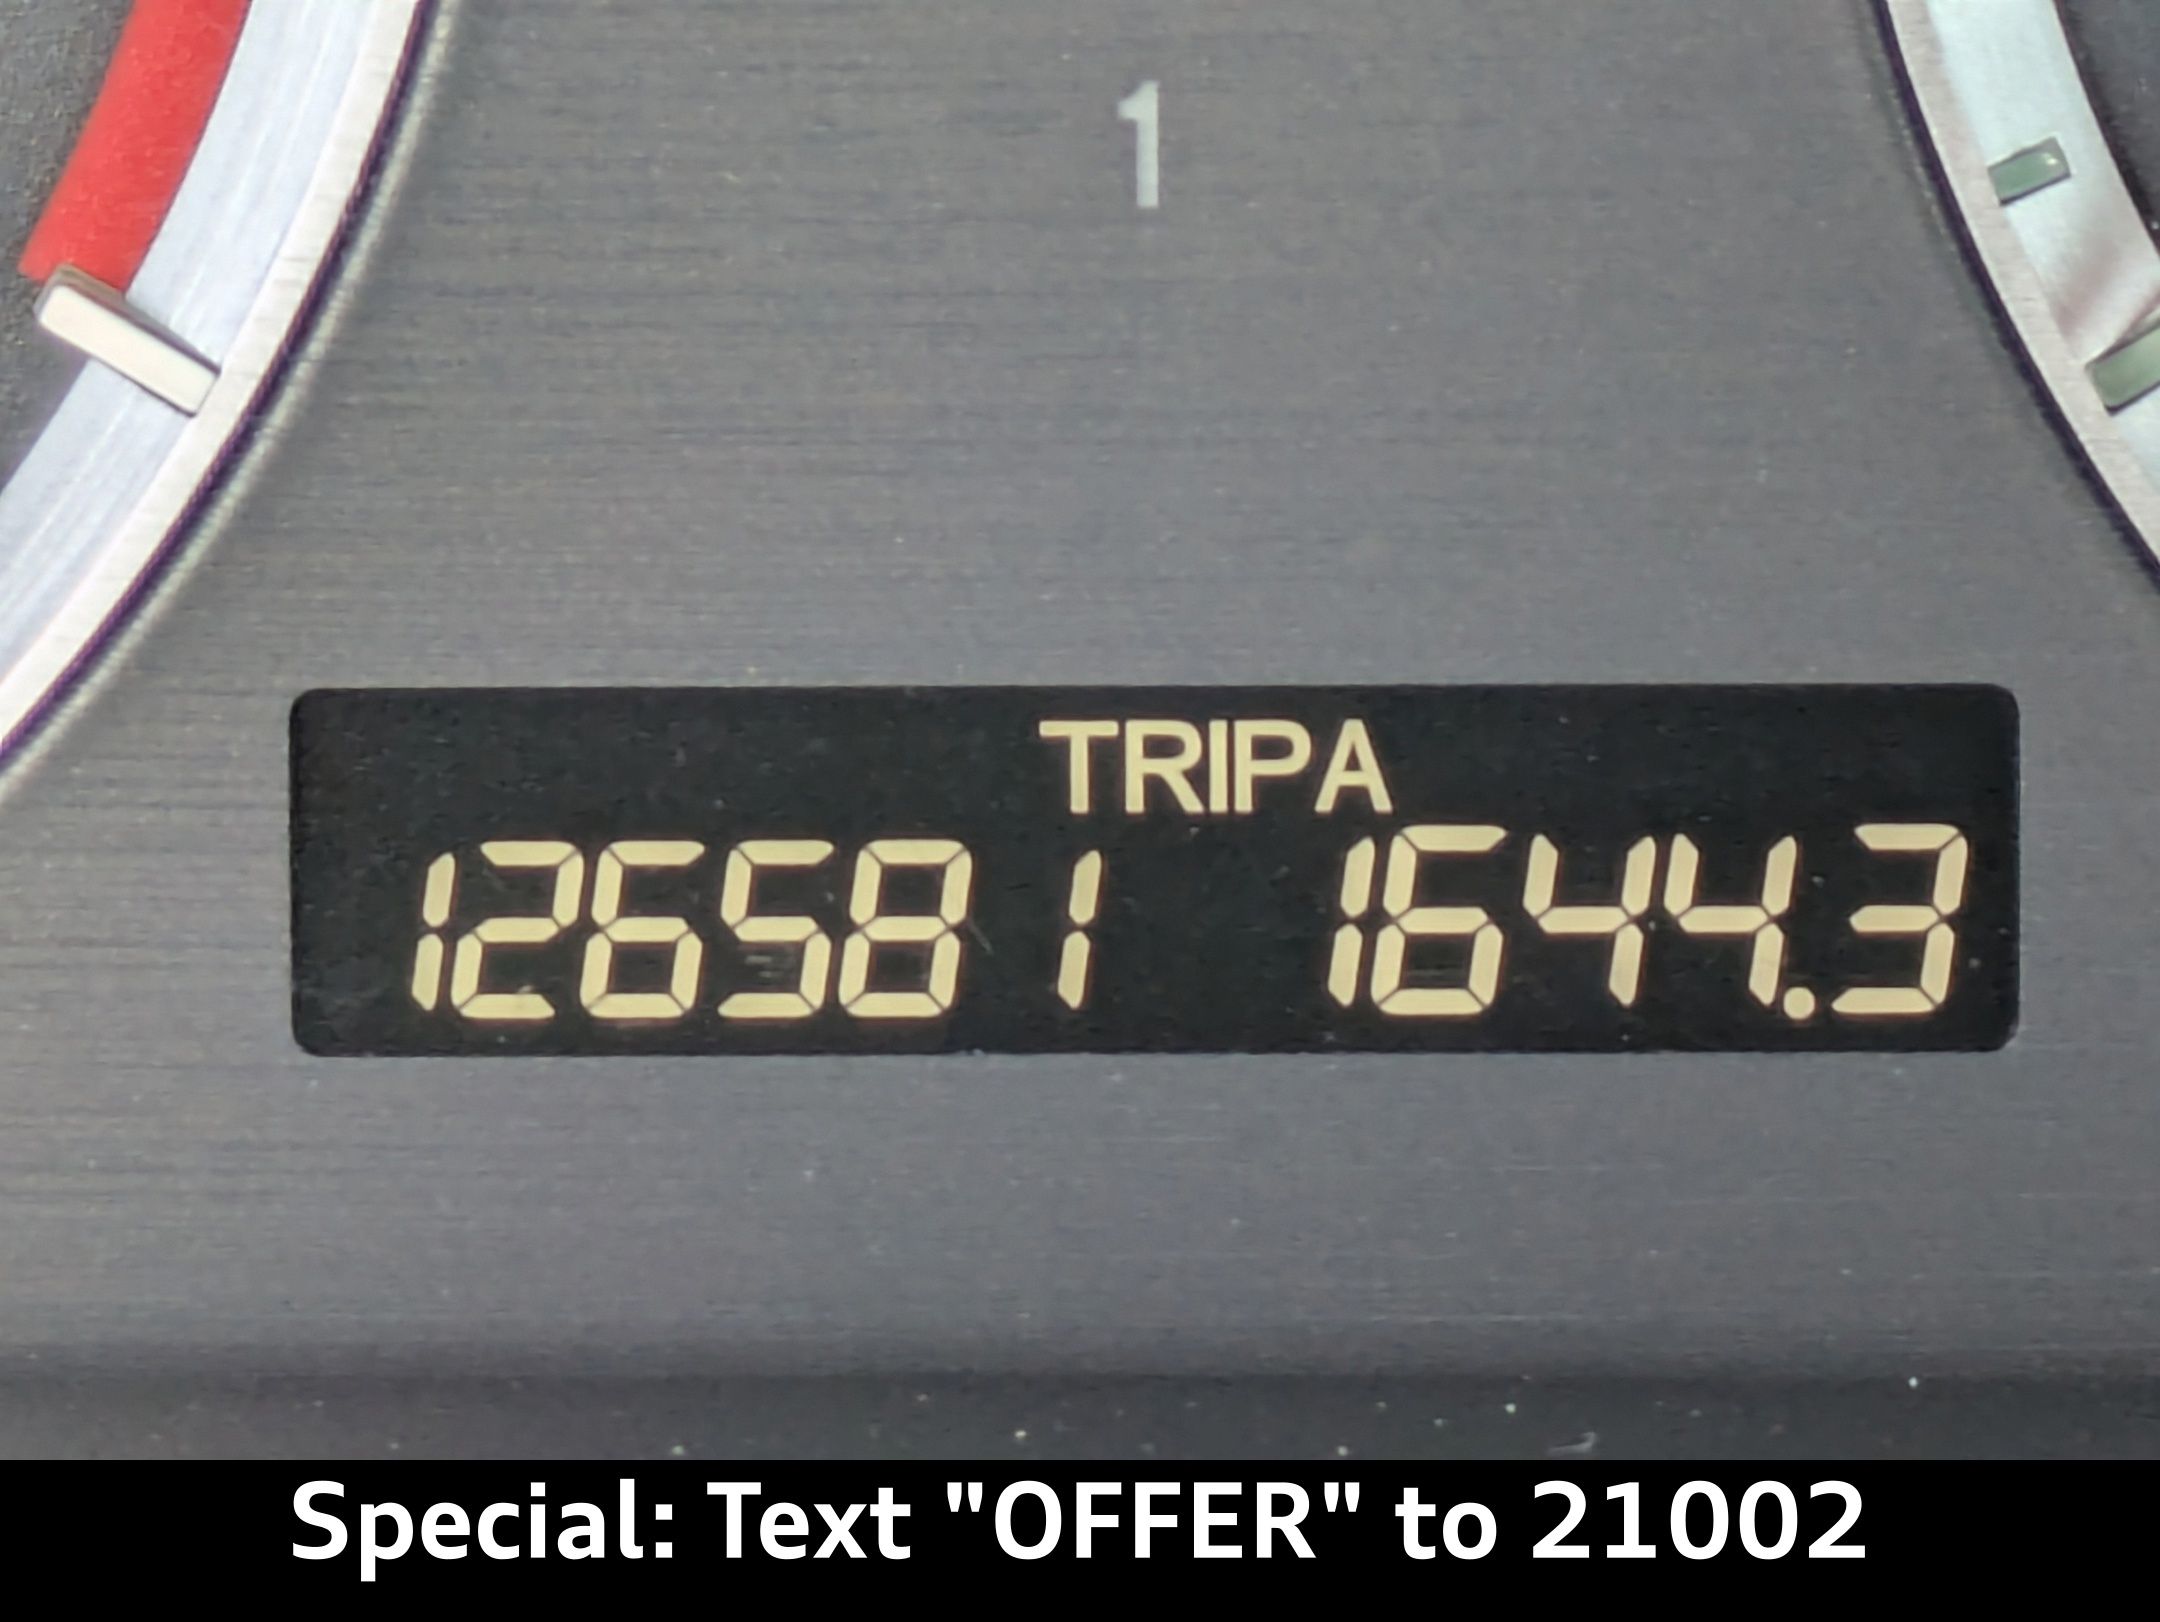 1
TRIP A
126581 1644.3
Special: Text "OFFER" to 21002